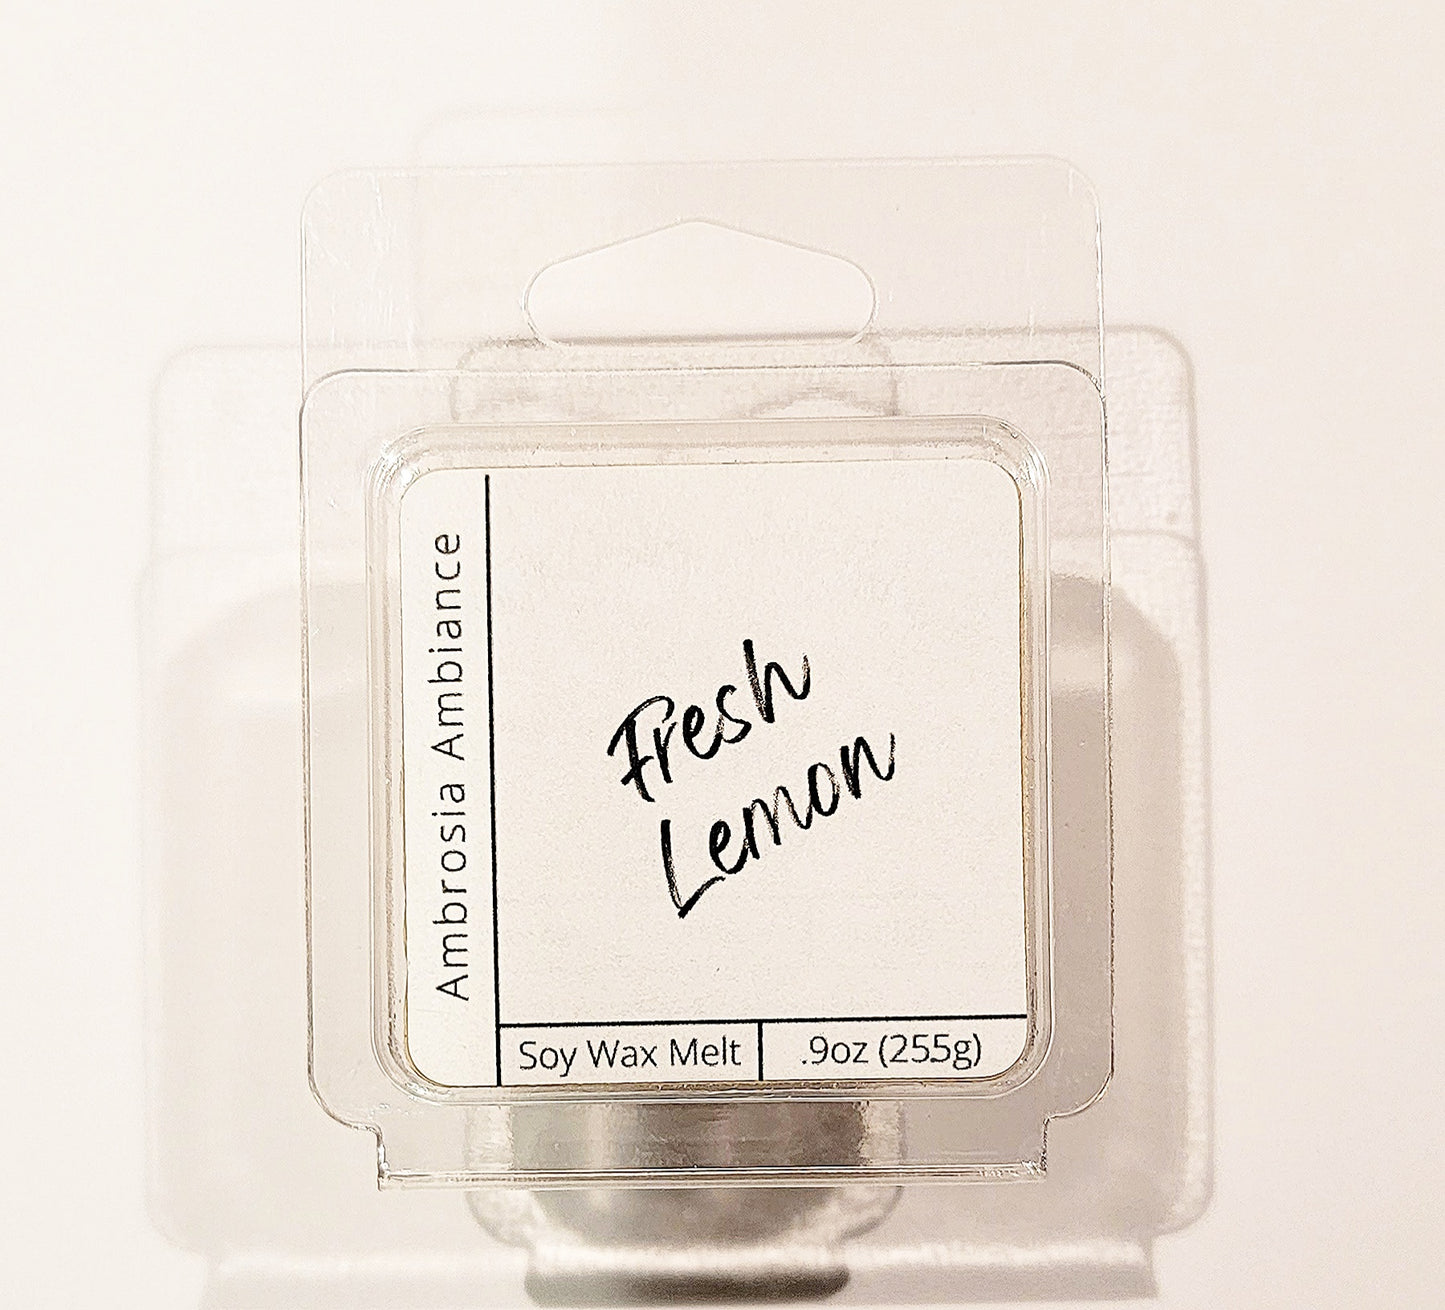 Ambrosia Ambiance
Fresh
Lemon
Soy Wax Melt
.9oz (255g)